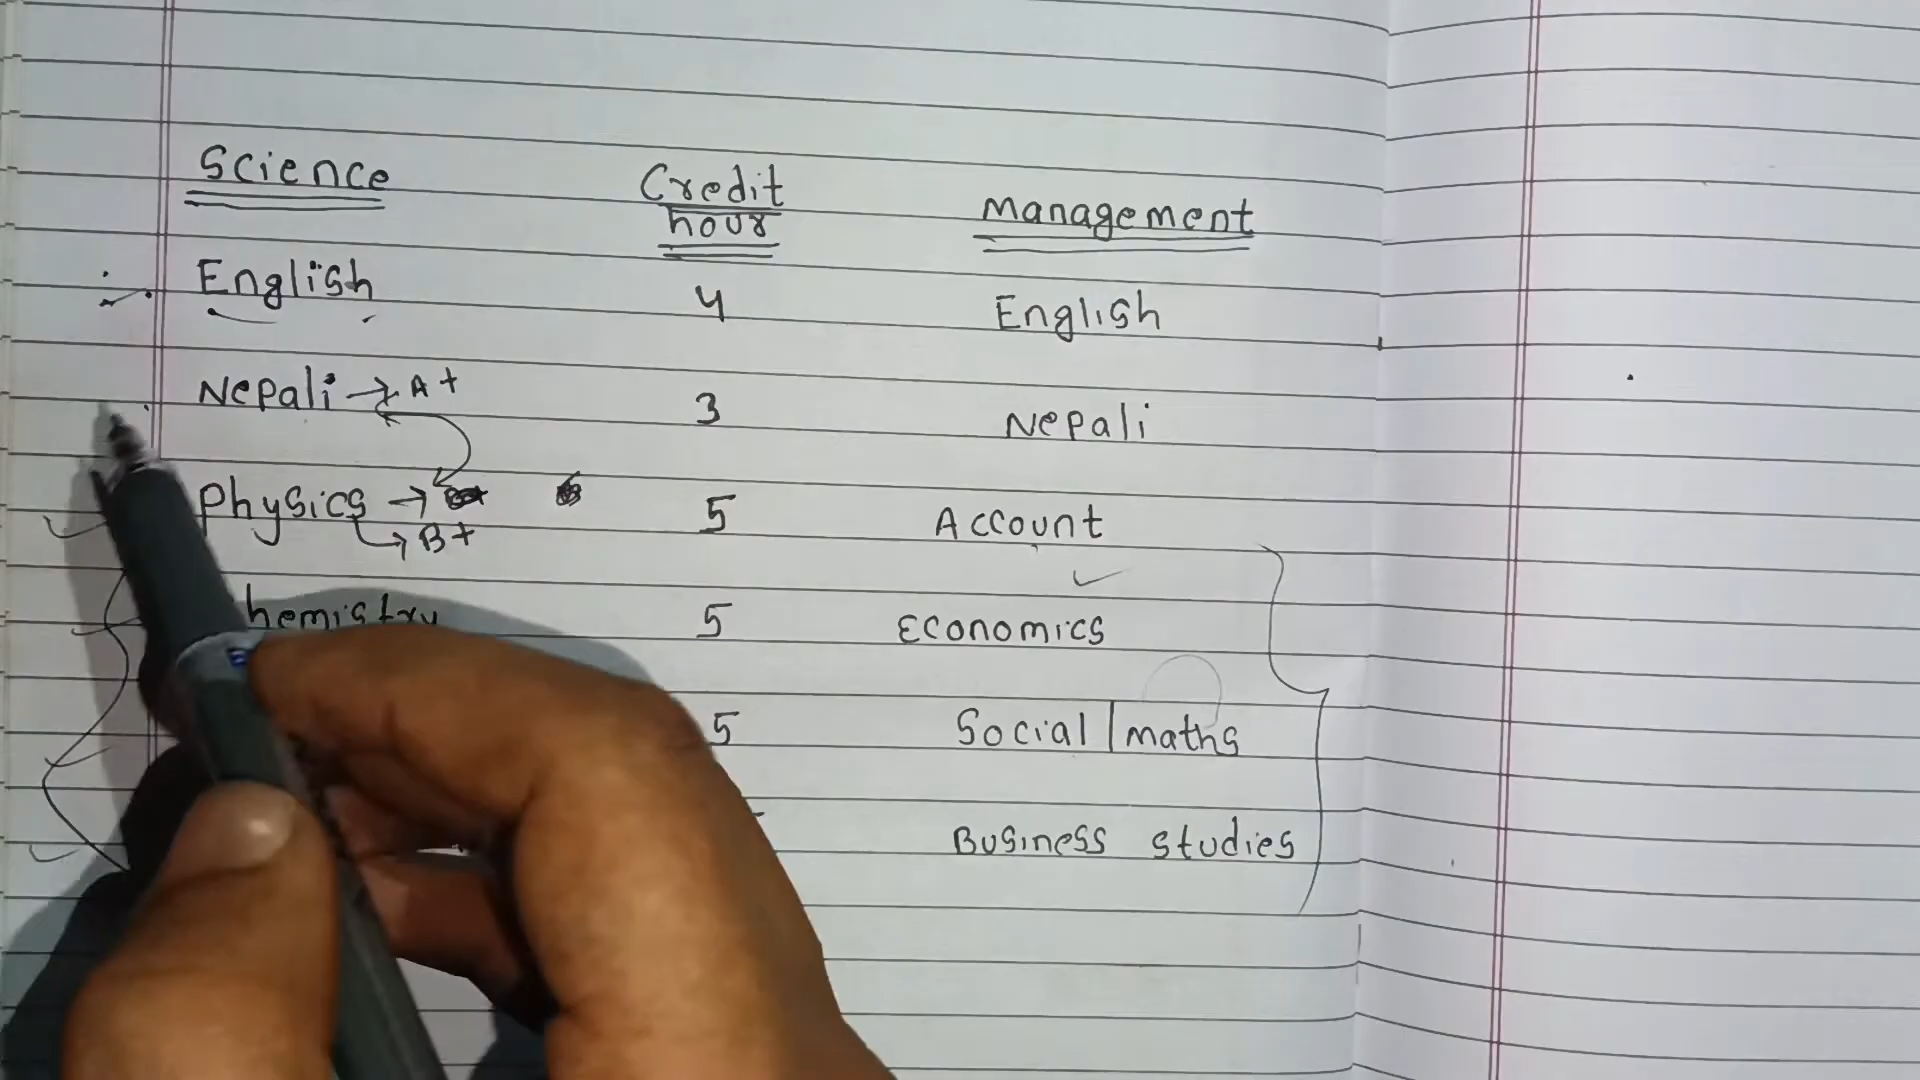 Science Credit hour Management
English 4 English
Nepali → A+ 3 Nepali
Physics → 5 Account
→ B+
hemistry 5 Economics
5 Social | maths
Business studies